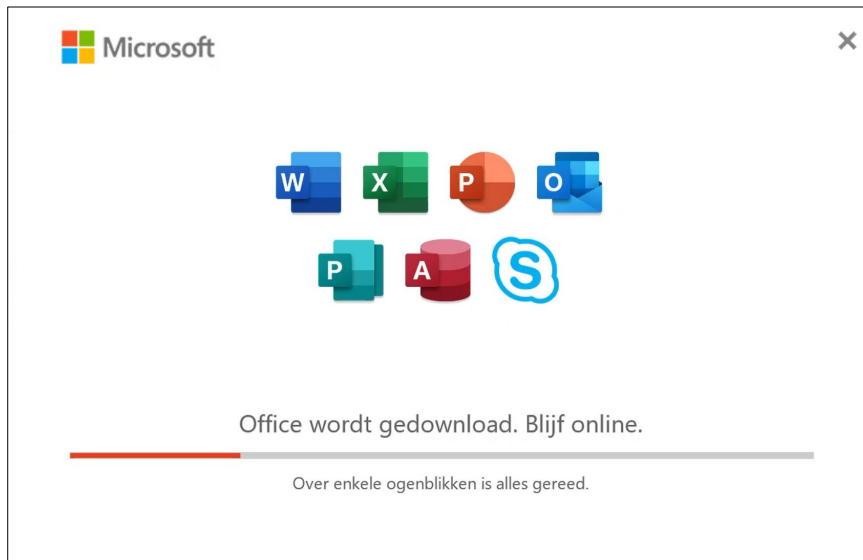 Microsoft
W X P O
P A S
Office wordt gedownload. Blijf online.
Over enkele ogenblikken is alles gereed.